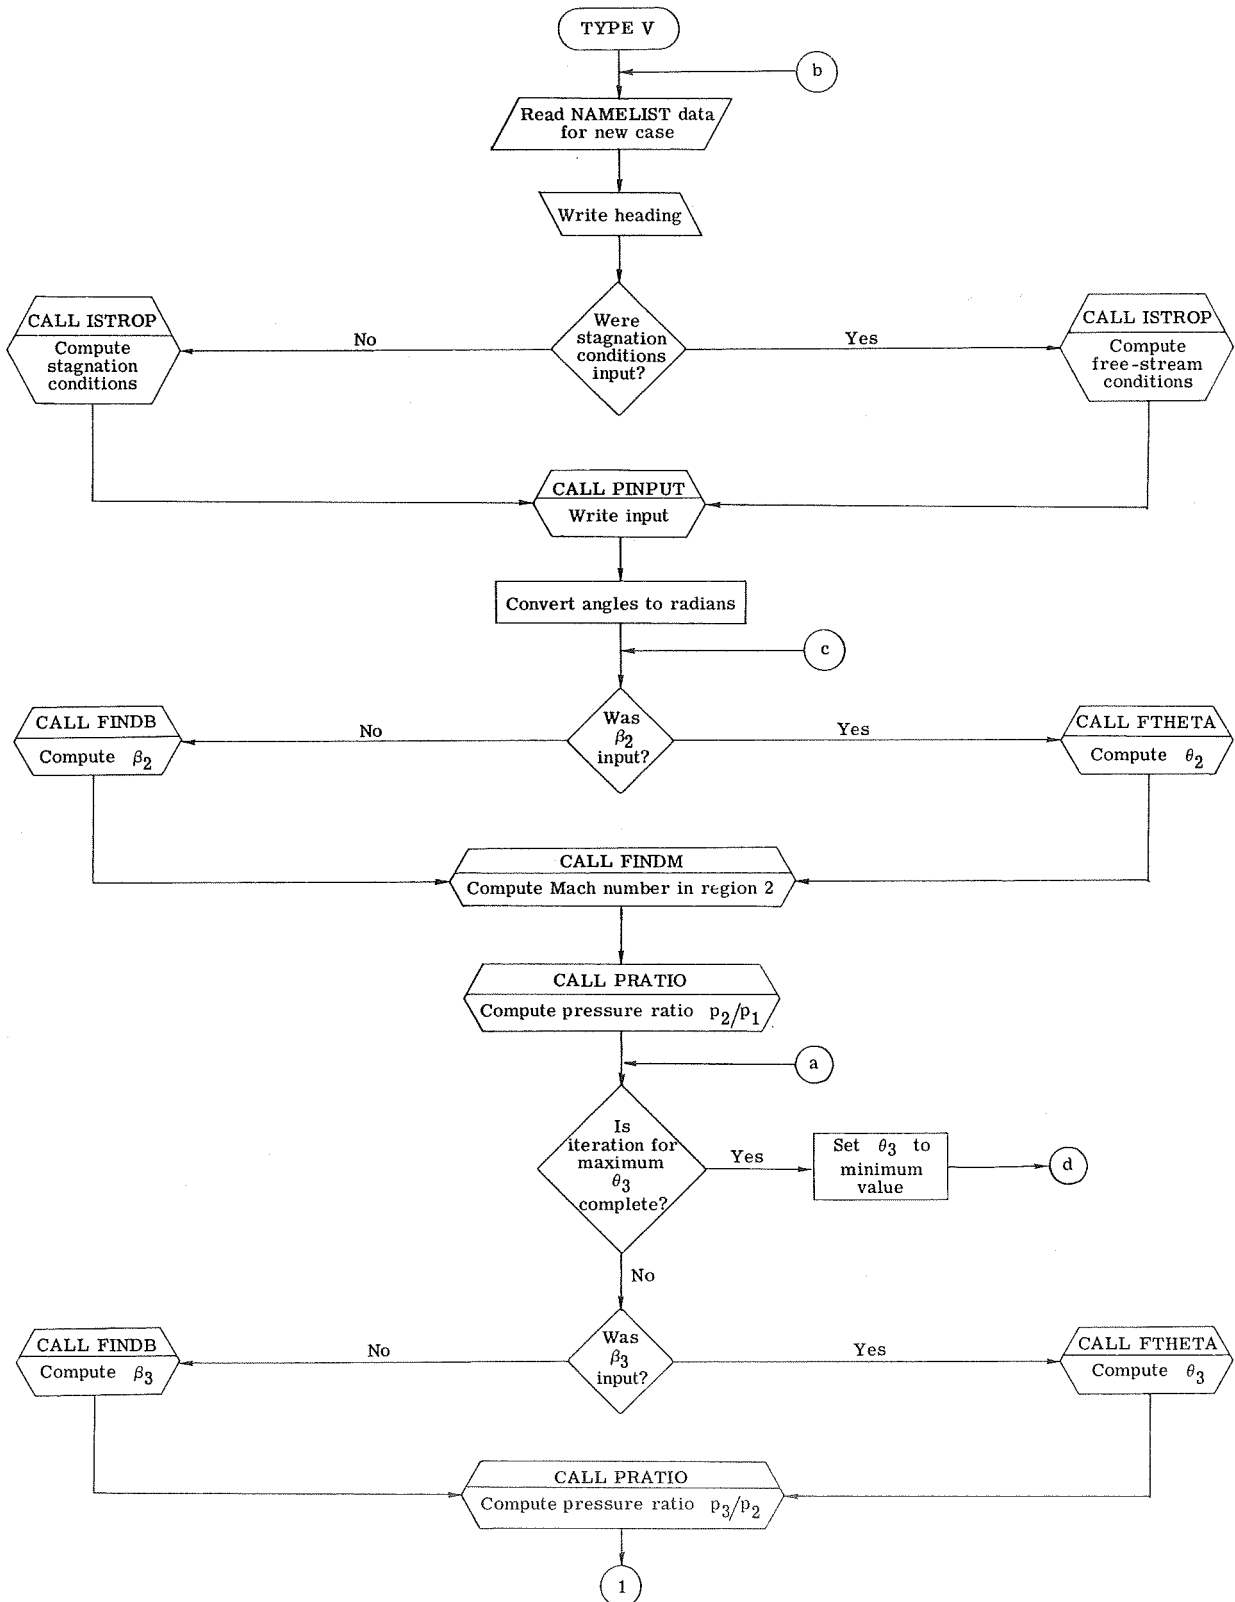 TYPE V
b
Read NAMELIST data
for new case
Write heading
CALL ISTROP
Compute
stagnation
conditions
No
Were
stagnation
conditions
input?
Yes
CALL ISTROP
Compute
free-stream
conditions
CALL PINPUT
Write input
Convert angles to radians
c
CALL FINDB
Compute β2
No
Was
β2
input?
Yes
CALL FTHETA
Compute θ2
CALL FINDM
Compute Mach number in region 2
CALL PRATIO
Compute pressure ratio p2/p1
a
Is
iteration for
maximum
θ3
complete?
Yes
Set θ3 to
minimum
value
d
No
CALL FINDB
Compute β3
No
Was
β3
input?
Yes
CALL FTHETA
Compute θ3
CALL PRATIO
Compute pressure ratio p3/p2
1